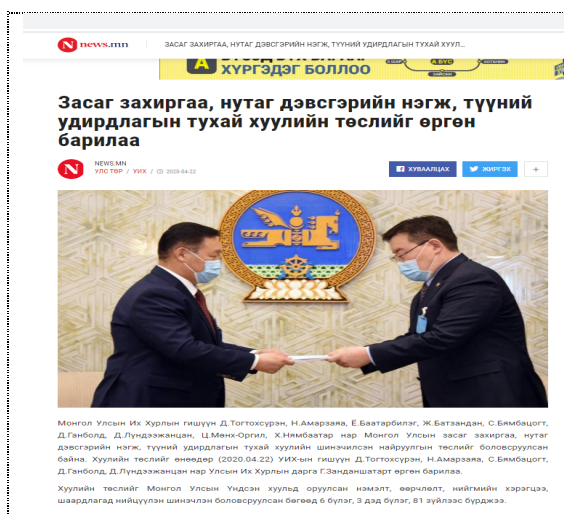 N news.mn
ЗАСАГ ЗАХИРГАА, НУТАГ ДЭВСГЭРИЙН НЭГЖ, ТҮҮНИЙ УДИРДЛАГЫН ТУХАЙ ХУУЛ...
А
ХҮРГЭДЭГ БОЛЛОО
А БҮС
Засаг захиргаа, нутаг дэвсгэрийн нэгж, түүний
удирдлагын тухай хуулийн төслийг өргөн
барилаа
N
NEWS.MN
УЛС ТӨР / УИХ / 2020-04-22
ХУВААЛЦАХ
ЖИРГЭХ
+
Монгол Улсын Их Хурлын гишүүн Д.Тогтохсүрэн, Н.Амарзаяа, Ё.Баатарбилэг, Ж.Батзандан, С.Бямбацогт,
Д.Ганболд, Д.Лүндээжанцан, Ц.Мөнх-Оргил, Х.Нямбаатар нар Монгол Улсын засаг захиргаа, нутаг
дэвсгэрийн нэгж, түүний удирдлагын тухай хуулийн шинэчилсэн найруулгын төслийг боловсруулсан
байна. Хуулийн төслийг өнөөдөр (2020.04.22) УИХ-ын гишүүн Д.Тогтохсүрэн, Н.Амарзаяа, С.Бямбацогт,
Д.Ганболд, Д.Лүндээжанцан нар Улсын Их Хурлын дарга Г.Занданшатарт өргөн барилаа.
Хуулийн төслийг Монгол Улсын Үндсэн хуульд оруулсан нэмэлт, өөрчлөлт, нийгмийн хэрэгцээ,
шаардлагад нийцүүлэн шинэчлэн боловсруулсан бөгөөд 6 бүлэг, 3 дэд бүлэг, 81 зүйлээс бүрджээ.